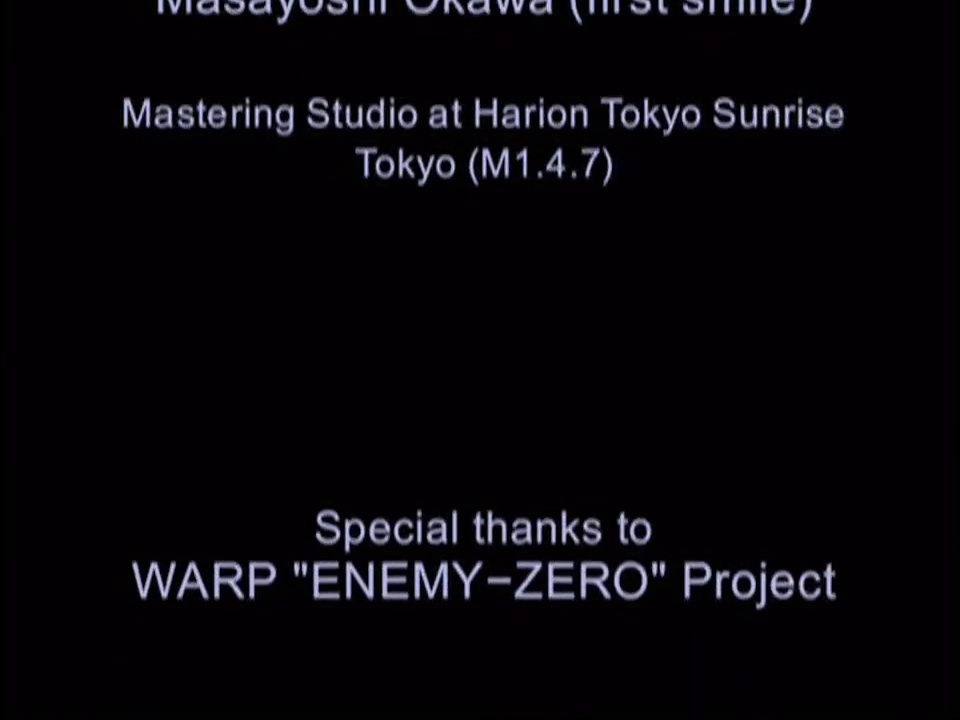 Masayoshi Okawa (first smile)
Mastering Studio at Harion Tokyo Sunrise
Tokyo (M1.4.7)
Special thanks to
WARP "ENEMY-ZERO" Project